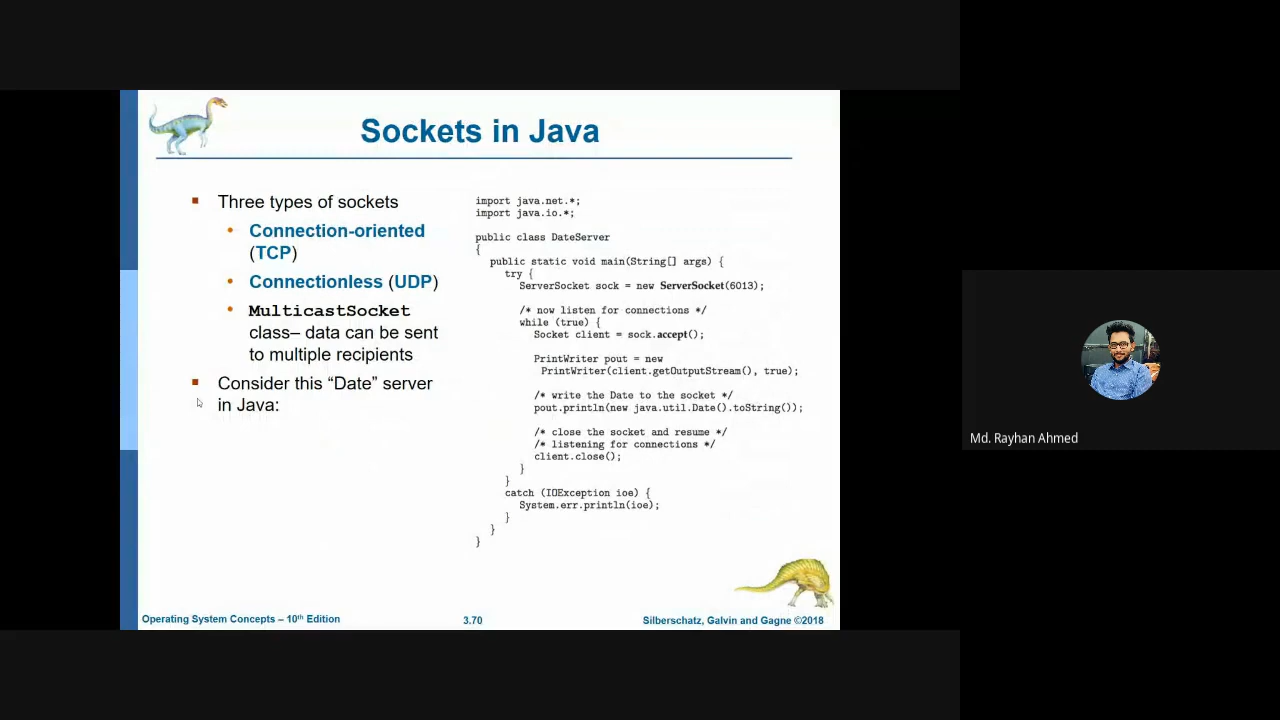 Sockets in Java
Three types of sockets
Connection-oriented
(TCP)
Connectionless (UDP)
MulticastSocket
class– data can be sent
to multiple recipients
Consider this “Date” server
in Java:
import java.net.*;
import java.io.*;
public class DateServer
{
public static void main(String[] args) {
try {
ServerSocket sock = new ServerSocket(6013);
/* now listen for connections */
while (true) {
Socket client = sock.accept();
PrintWriter pout = new
PrintWriter(client.getOutputStream(), true);
/* write the Date to the socket */
pout.println(new java.util.Date().toString());
/* close the socket and resume */
/* listening for connections */
client.close();
}
}
catch (IOException ioe) {
System.err.println(ioe);
}
}
}
Operating System Concepts – 10th Edition
3.70
Silberschatz, Galvin and Gagne ©2018
Md. Rayhan Ahmed